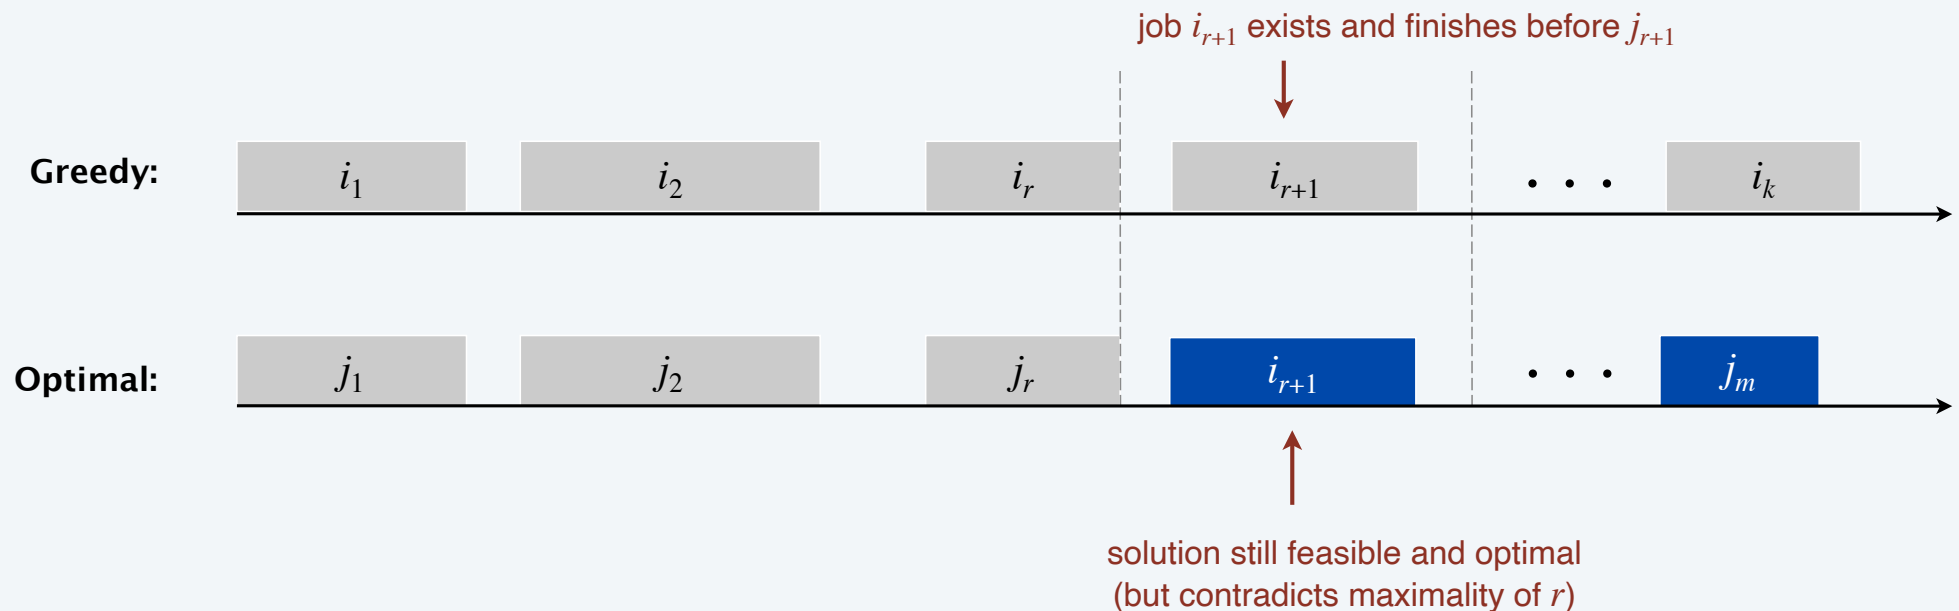 job i_{r+1} exists and finishes before j_{r+1}
Greedy: i_1 i_2 i_r i_{r+1} . . . i_k
Optimal: j_1 j_2 j_r i_{r+1} . . . j_m
solution still feasible and optimal
(but contradicts maximality of r)